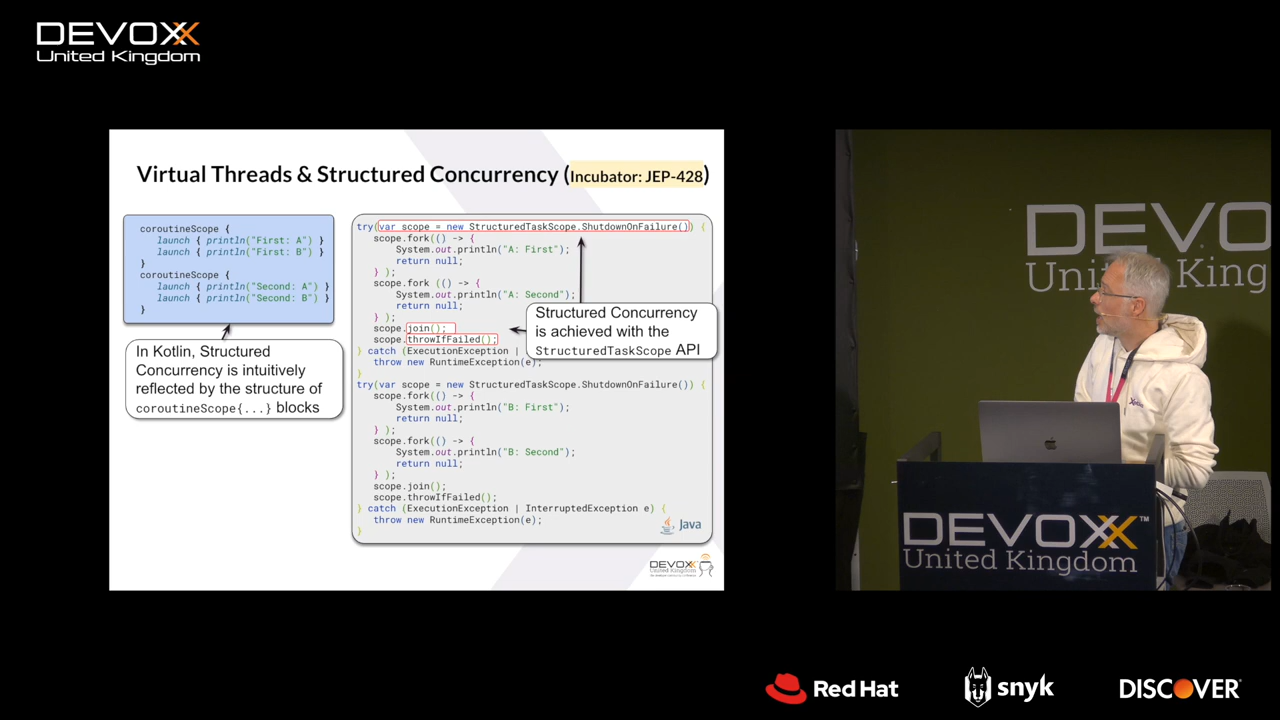 DEVOXX
United Kingdom
Virtual Threads & Structured Concurrency (Incubator: JEP-428)
coroutineScope {
launch { println("First: A") }
launch { println("First: B") }
}
coroutineScope {
launch { println("Second: A") }
launch { println("Second: B") }
}
In Kotlin, Structured
Concurrency is intuitively
reflected by the structure of
coroutineScope{...} blocks
try(var scope = new StructuredTaskScope.ShutdownOnFailure()) {
scope.fork(() -> {
System.out.println("A: First");
return null;
} );
scope.fork (() -> {
System.out.println("A: Second");
return null;
} );
scope.join();
scope.throwIfFailed();
} catch (ExecutionException |
throw new RuntimeException(e);
}
try(var scope = new StructuredTaskScope.ShutdownOnFailure()) {
scope.fork(() -> {
System.out.println("B: First");
return null;
} );
scope.fork(() -> {
System.out.println("B: Second");
return null;
} );
scope.join();
scope.throwIfFailed();
} catch (ExecutionException | InterruptedException e) {
throw new RuntimeException(e);
}
Structured Concurrency
is achieved with the
StructuredTaskScope API
Java
DEVOXX
DEVO
United King
DEVOXX™
United Kingdom
Red Hat
snyk
DISCOVER